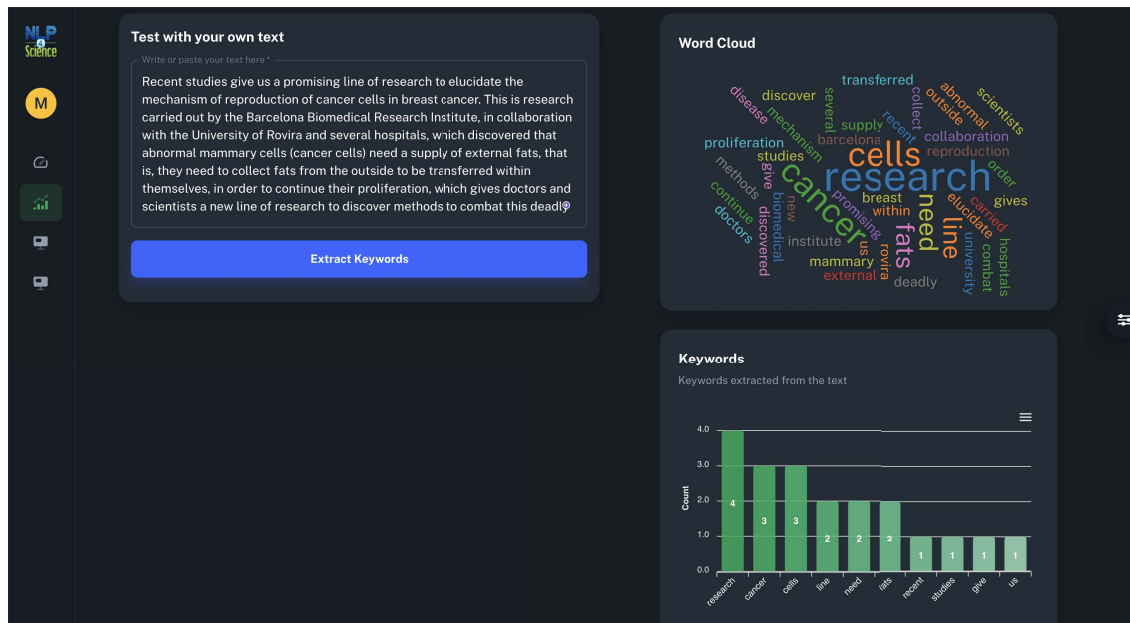 NLP
4
Science
M
Test with your own text
Write or paste your text here *
Recent studies give us a promising line of research to elucidate the
mechanism of reproduction of cancer cells in breast cancer. This is research
carried out by the Barcelona Biomedical Research Institute, in collaboration
with the University of Rovira and several hospitals, which discovered that
abnormal mammary cells (cancer cells) need a supply of external fats, that
is, they need to collect fats from the outside to be transferred within
themselves, in order to continue their proliferation, which gives doctors and
scientists a new line of research to discover methods to combat this deadly
Extract Keywords
Word Cloud
transferred
disease
discover
several
collect
outside
abnormal
scientists
mechanism
supply
recent
collaboration
proliferation
barcelona
cells
reproduction
studies
methods
give
cancer
research
order
continue
doctors
discovered
biomedical
new
promising
breast
within
need
line
elucidate
carried
gives
institute
us
fats
mammary
rovira
external
deadly
university
combat
hospitals
Keywords
Keywords extracted from the text
4.0
3.0
2.0
1.0
0.0
Count
4
3
3
2
2
2
1
1
1
1
research
cancer
cells
line
need
fats
recent
studies
give
us